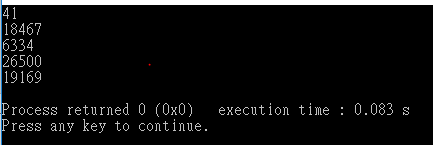 41
18467
6334
26500
19169
Process returned 0 (0x0)   execution time : 0.083 s
Press any key to continue.